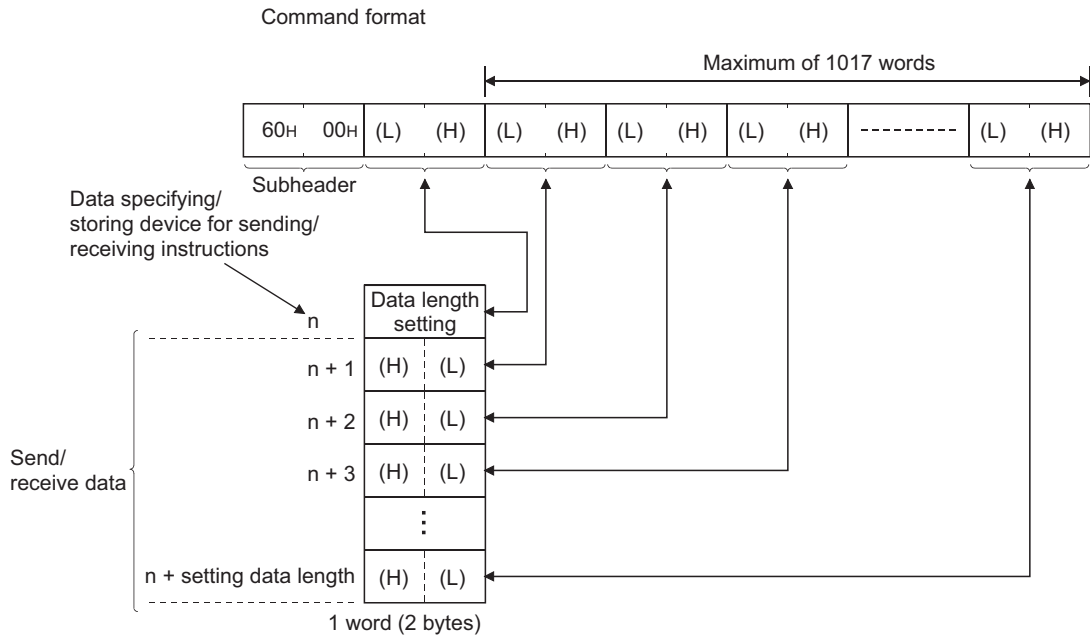 Command format
Maximum of 1017 words
60H 00H (L) (H) (L) (H) (L) (H) (L) (H) (L) (H)
Subheader
Data specifying/
storing device for sending/
receiving instructions
Data length
setting
n
n + 1 (H) (L)
n + 2 (H) (L)
n + 3 (H) (L)
Send/
receive data
n + setting data length (H) (L)
1 word (2 bytes)